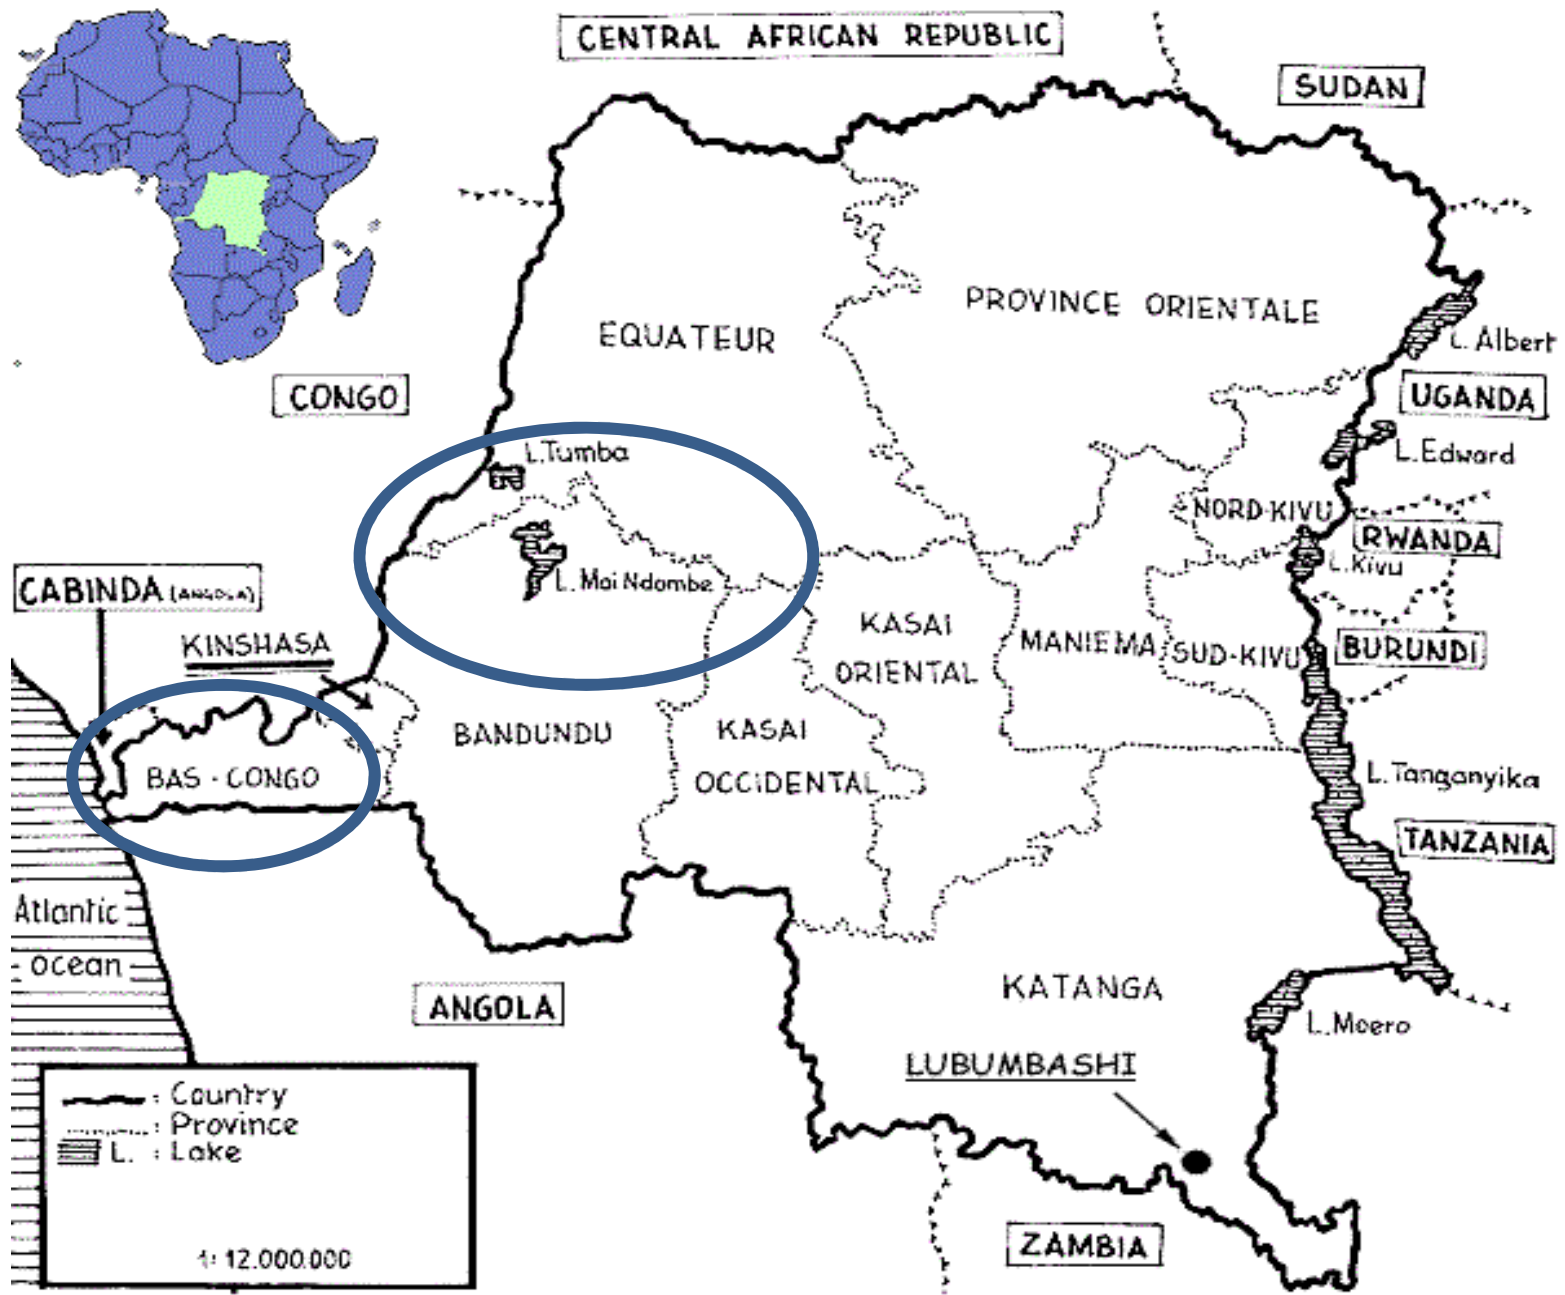 CENTRAL AFRICAN REPUBLIC
SUDAN
PROVINCE ORIENTALE
EQUATEUR
L. Albert
CONGO
UGANDA
L. Tumba
L. Edward
NORD-KIVU
RWANDA
L. Kivu
L. Mai Ndombe
CABINDA (ANGOLA)
KINSHASA
KASAI
ORIENTAL
MANIEMA
SUD-KIVU
BURUNDI
BANDUNDU
KASAI
OCCIDENTAL
BAS - CONGO
L. Tanganyika
TANZANIA
Atlantic
ocean
ANGOLA
KATANGA
L. Moero
LUBUMBASHI
: Country
: Province
L. : Lake
1: 12.000.000
ZAMBIA